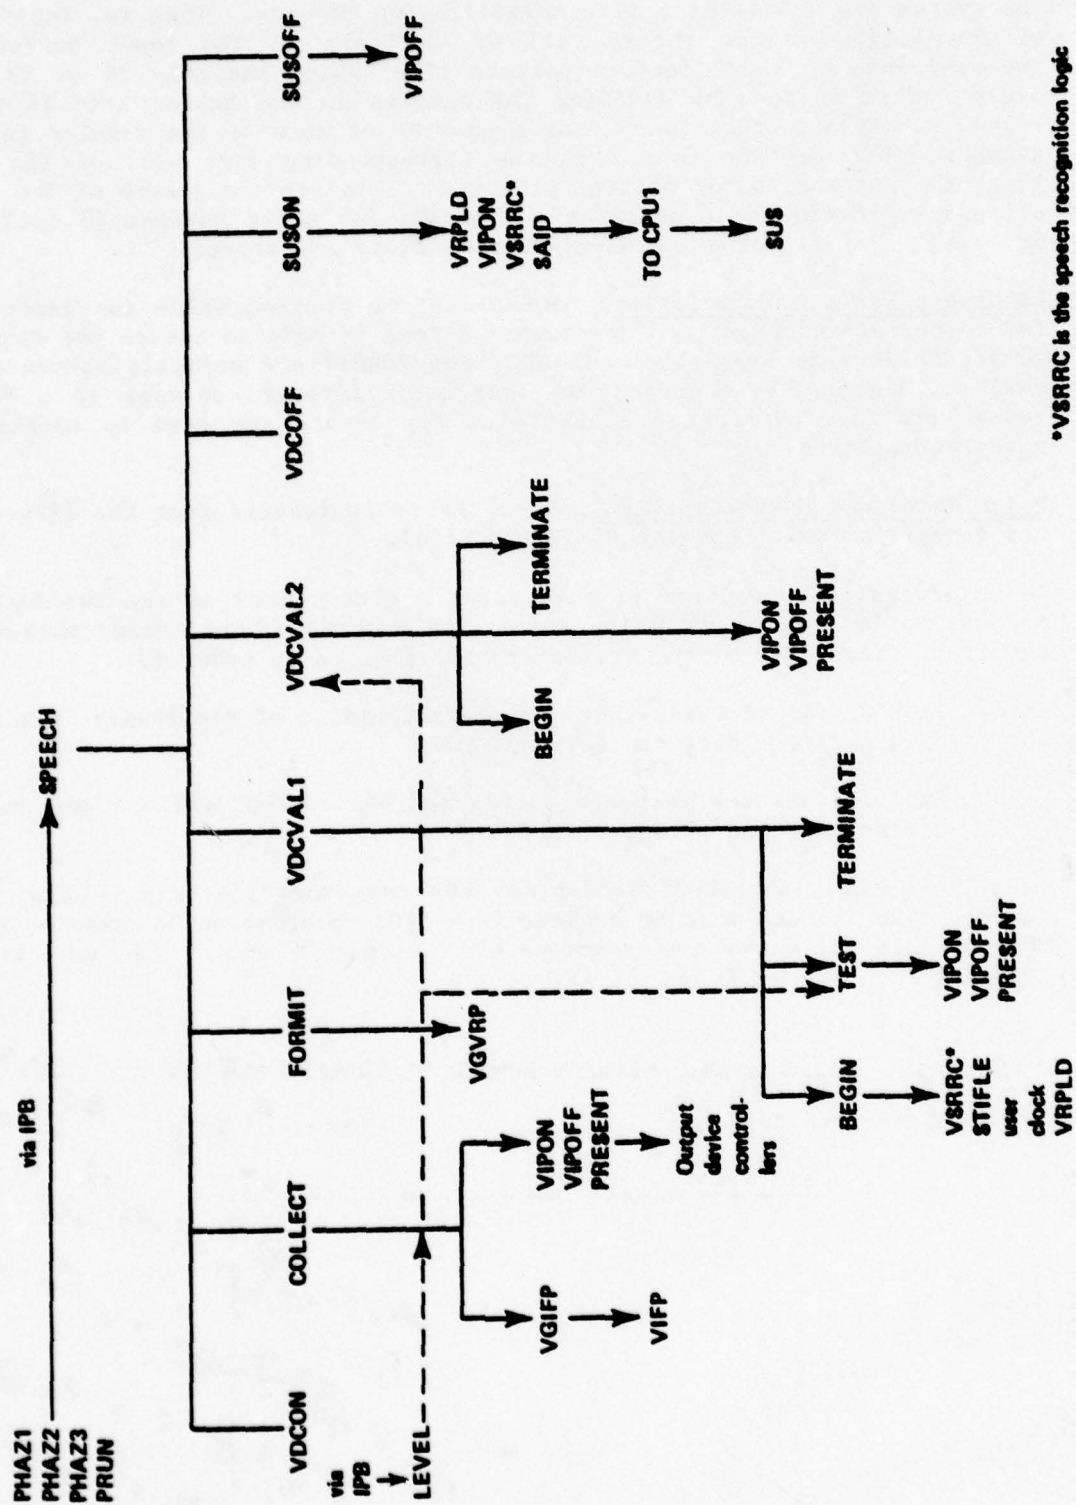 PHAZ1
PHAZ2
PHAZ3
PRUN
via IPB
SPEECH
VDCON
COLLECT
FORMIT
VDCVAL1
VDCVAL2
VDCOFF
SUSON
SUSOFF
via
IPB
LEVEL
VGIFP
VIFP
VIPON
VIPOFF
PRESENT
Output
device
control-
lers
VGVRP
BEGIN
VSRRC*
STIFLE
user
clock
VRPLD
TEST
VIPON
VIPOFF
PRESENT
TERMINATE
BEGIN
VIPON
VIPOFF
PRESENT
TERMINATE
VRPLD
VIPON
VSRRC*
SAID
TO CPU1
SUS
VIPOFF
*VSRRC is the speech recognition logic